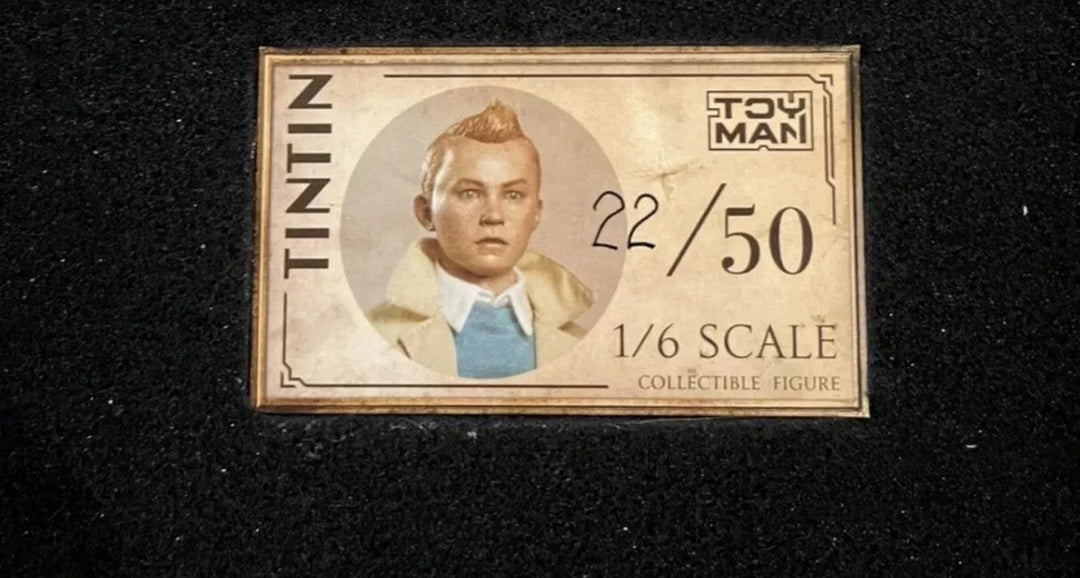 TINTIN
TOY
MAN
22/50
1/6 SCALE
COLLECTIBLE FIGURE